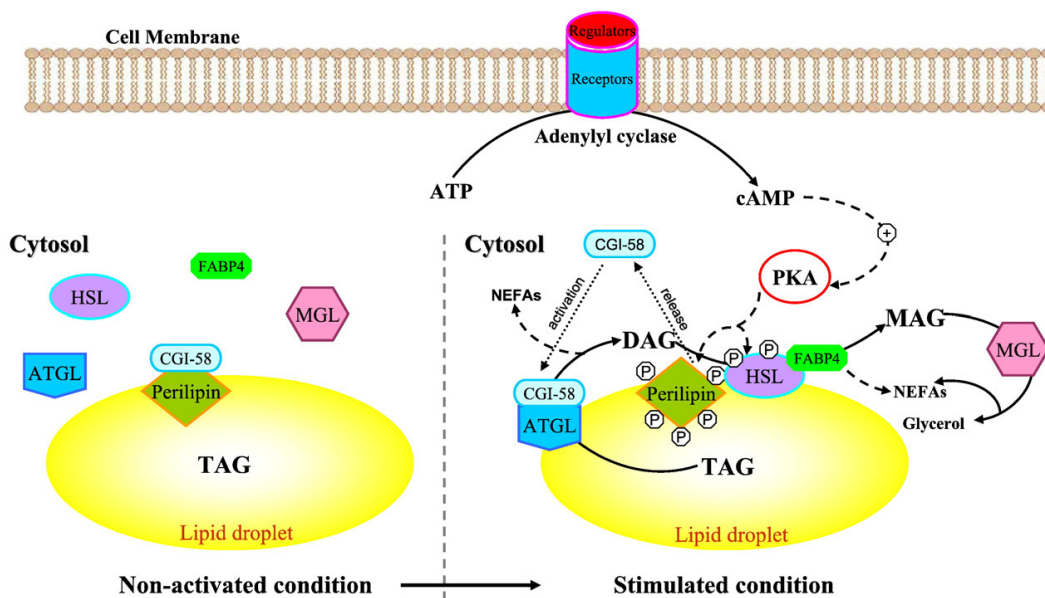 Cell Membrane
Regulators
Receptors
Adenylyl cyclase
ATP
cAMP
+
Cytosol
FABP4
HSL
MGL
CGI-58
ATGL
Perilipin
TAG
Lipid droplet
Non-activated condition
Cytosol
CGI-58
PKA
NEFAs
activation
release
DAG
MAG
P
P
P
FABP4
MGL
HSL
NEFAs
Glycerol
CGI-58
ATGL
Perilipin
P
P
P
P
TAG
Lipid droplet
Stimulated condition